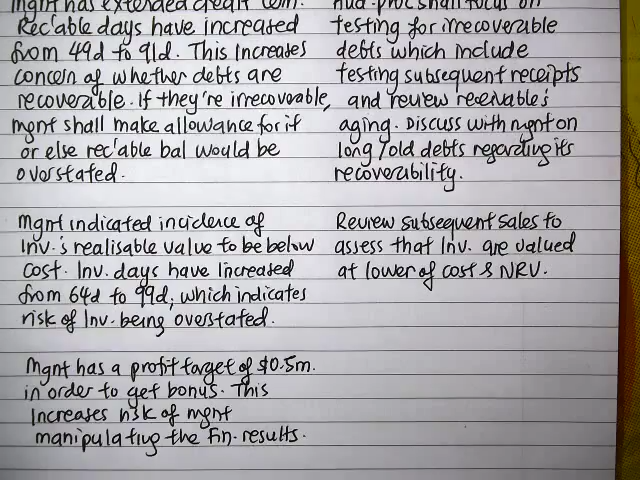 mgnt has extended credit term.
Rec'able days have increased
from 49d to 91d. This increases
concern of whether debts are
recoverable. If they're irrecoverable,
mgnt shall make allowance for it
or else rec'able bal would be
overstated.
Aud. proc shall focus on
testing for irrecoverable
debts which include
testing subsequent receipts
and review receivable's
aging. Discuss with mgnt on
long/old debts regarding its
recoverability.
Mgnt indicated incidence of
Inv.'s realisable value to be below
cost. Inv. days have increased
from 64d to 99d, which indicates
risk of Inv. being overstated.
Review subsequent sales to
assess that Inv. are valued
at lower of cost & NRV.
Mgnt has a profit target of $0.5m.
in order to get bonus. This
increases risk of mgnt
manipulating the Fin. results.